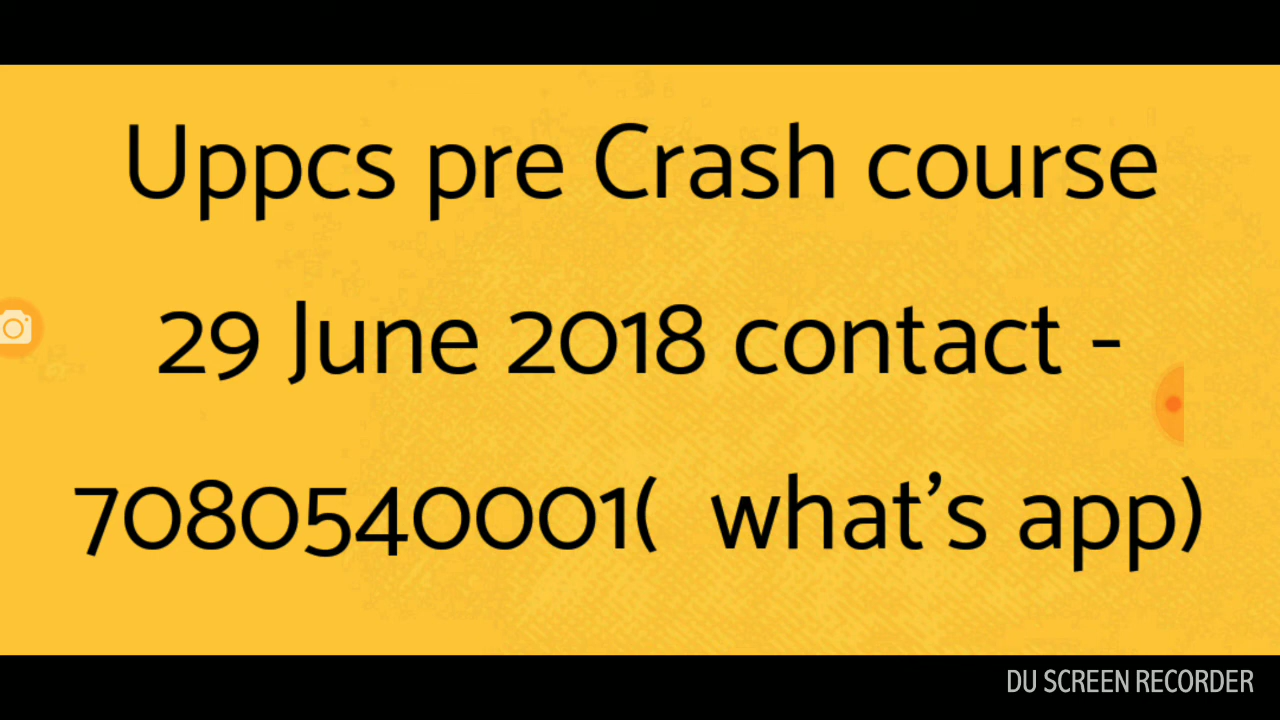 Uppcs pre Crash course
29 June 2018 contact -
7080540001(  what's app)
DU SCREEN RECORDER